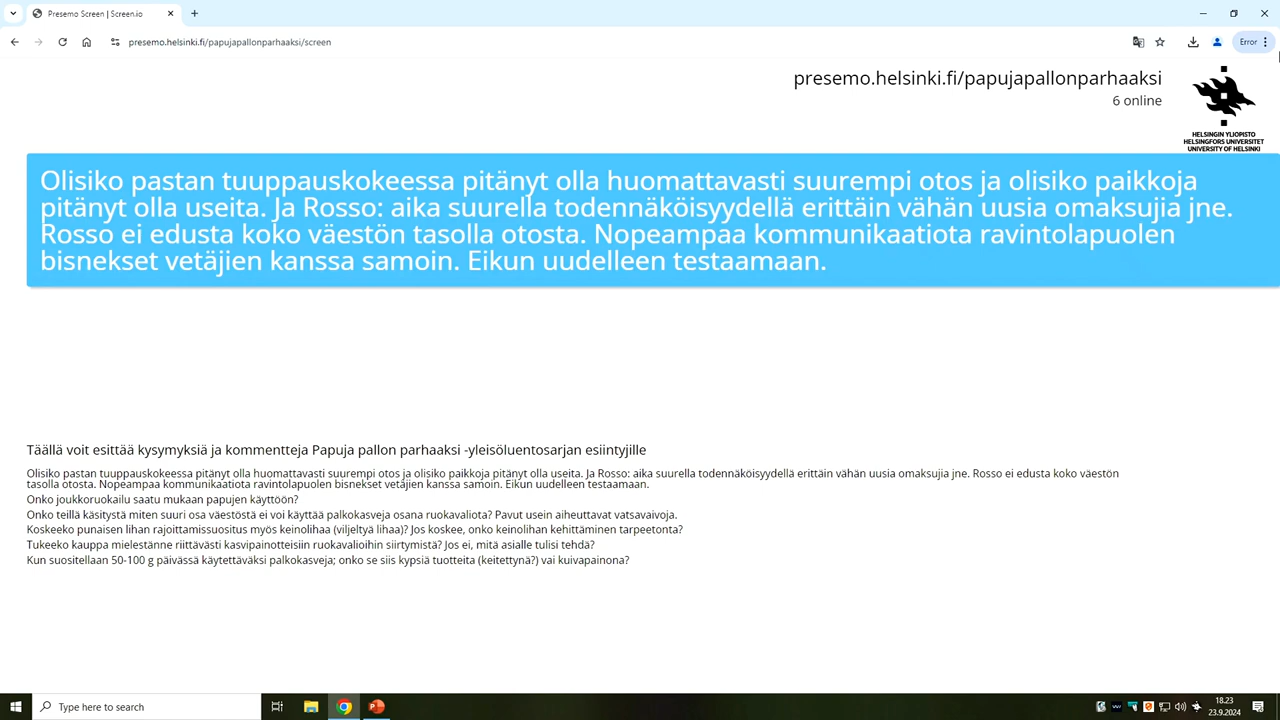 Presemo Screen | Screen.io
presemo.helsinki.fi/papujapallonparhaaksi/screen
Error
presemo.helsinki.fi/papujapallonparhaaksi
6 online
HELSINGIN YLIOPISTO
HELSINGFORS UNIVERSITET
UNIVERSITY OF HELSINKI
Olisiko pastan tuuppauskokeessa pitänyt olla huomattavasti suurempi otos ja olisiko paikkoja
pitänyt olla useita. Ja Rosso: aika suurella todennäköisyydellä erittäin vähän uusia omaksujia jne.
Rosso ei edusta koko väestön tasolla otosta. Nopeampaa kommunikaatiota ravintolapuolen
bisnekset vetäjien kanssa samoin. Eikun uudelleen testaamaan.
Täällä voit esittää kysymyksiä ja kommentteja Papuja pallon parhaaksi -yleisöluentosarjan esiintyjille
Olisiko pastan tuuppauskokeessa pitänyt olla huomattavasti suurempi otos ja olisiko paikkoja pitänyt olla useita. Ja Rosso: aika suurella todennäköisyydellä erittäin vähän uusia omaksujia jne. Rosso ei edusta koko väestön
tasolla otosta. Nopeampaa kommunikaatiota ravintolapuolen bisnekset vetäjien kanssa samoin. Eikun uudelleen testaamaan.
Onko joukkoruokailu saatu mukaan papujen käyttöön?
Onko teillä käsitystä miten suuri osa väestöstä ei voi käyttää palkokasveja osana ruokavaliota? Pavut usein aiheuttavat vatsavaivoja.
Koskeeko punaisen lihan rajoittamissuositus myös keinolihaa (viljeltyä lihaa)? Jos koskee, onko keinolihan kehittäminen tarpeetonta?
Tukeeko kauppa mielestänne riittävästi kasvipainotteisiin ruokavalioihin siirtymistä? Jos ei, mitä asialle tulisi tehdä?
Kun suositellaan 50-100 g päivässä käytettäväksi palkokasveja; onko se siis kypsiä tuotteita (keitettynä?) vai kuivapainona?
Type here to search
18.23
23.9.2024